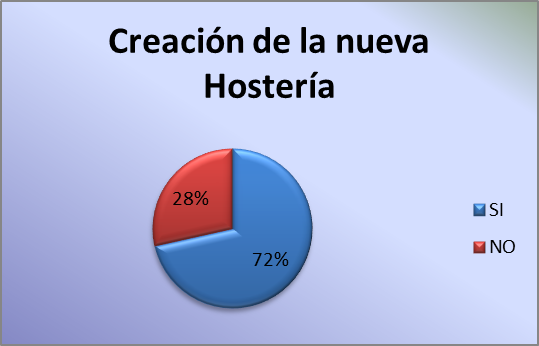 Creación de la nueva
Hostería
28%
72%
SI
NO